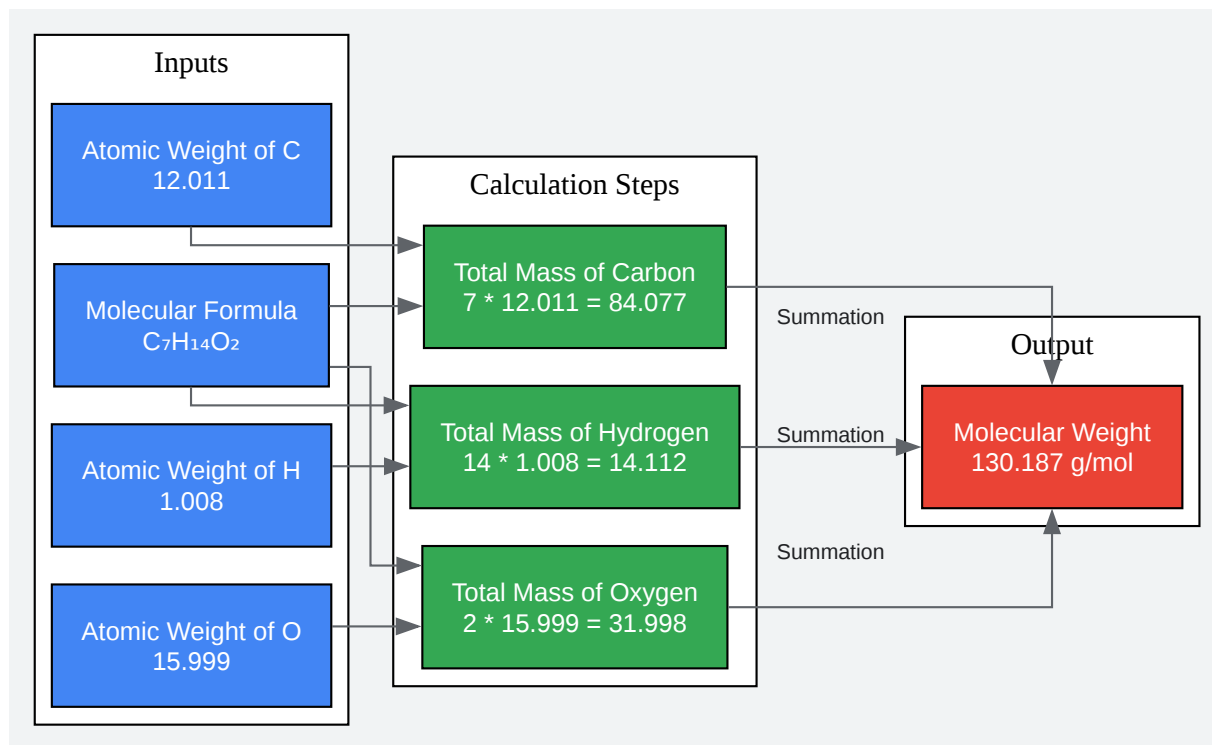 Inputs
Atomic Weight of C
12.011
Molecular Formula
C₇H₁₄O₂
Atomic Weight of H
1.008
Atomic Weight of O
15.999
Calculation Steps
Total Mass of Carbon
7 * 12.011 = 84.077
Total Mass of Hydrogen
14 * 1.008 = 14.112
Total Mass of Oxygen
2 * 15.999 = 31.998
Summation
Summation
Summation
Output
Molecular Weight
130.187 g/mol